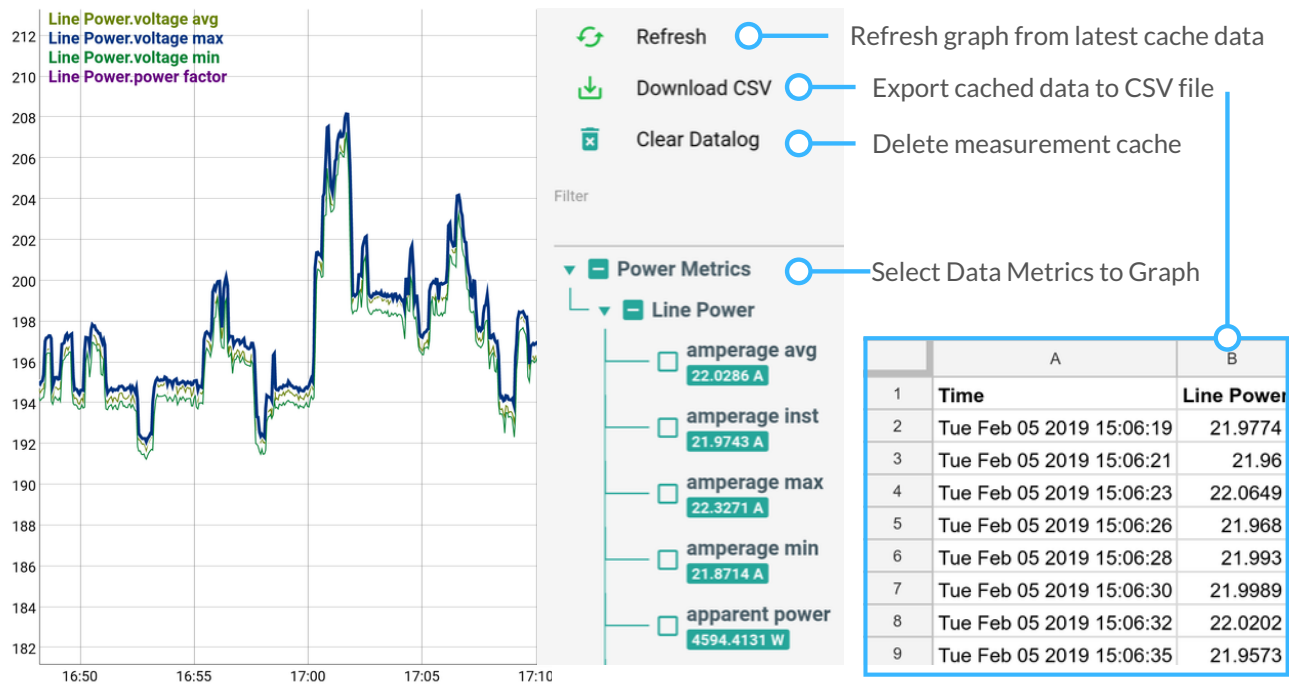 Line Power.voltage avg
Line Power.voltage max
Line Power.voltage min
Line Power.power factor
212
210
208
206
204
202
200
198
196
194
192
190
188
186
184
182
16:50
16:55
17:00
17:05
17:10
Refresh
Refresh graph from latest cache data
Download CSV
Export cached data to CSV file
Clear Datalog
Delete measurement cache
Filter
Power Metrics
Select Data Metrics to Graph
Line Power
amperage avg
22.0286 A
amperage inst
21.9743 A
amperage max
22.3271 A
amperage min
21.8714 A
apparent power
4594.4131 W
A B
1 Time Line Power
2 Tue Feb 05 2019 15:06:19 21.9774
3 Tue Feb 05 2019 15:06:21 21.96
4 Tue Feb 05 2019 15:06:23 22.0649
5 Tue Feb 05 2019 15:06:26 21.968
6 Tue Feb 05 2019 15:06:28 21.993
7 Tue Feb 05 2019 15:06:30 21.9989
8 Tue Feb 05 2019 15:06:32 22.0202
9 Tue Feb 05 2019 15:06:35 21.9573